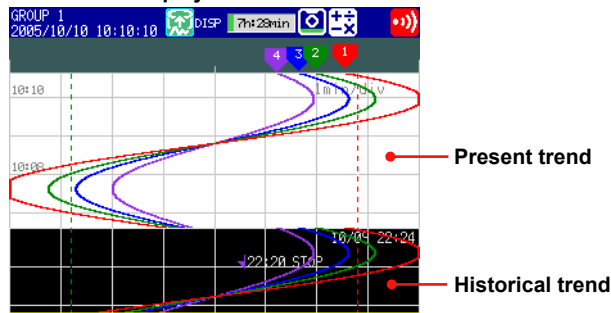 GROUP 1
2005/10/10 10:10:10
DISP
7h:28min
4 3 2 1
10:10
1min/div
Present trend
10:08
10/09 22:24
22:20 STOP
Historical trend